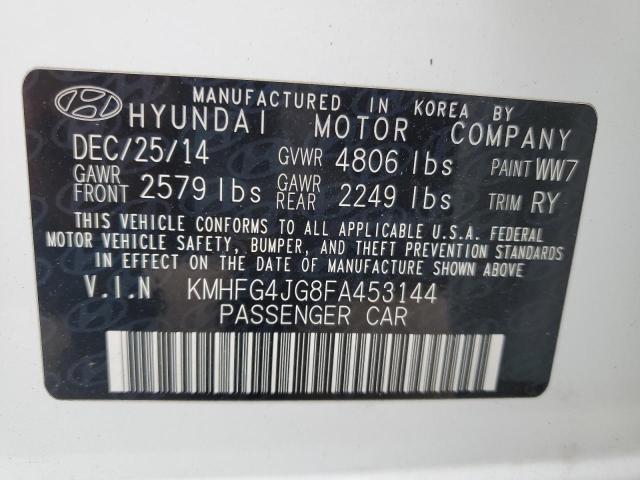 MANUFACTURED IN KOREA BY
HYUNDAI MOTOR COMPANY
DEC/25/14 GVWR 4806 lbs PAINT WW7
GAWR FRONT 2579 lbs GAWR REAR 2249 lbs TRIM RY
THIS VEHICLE CONFORMS TO ALL APPLICABLE U.S.A. FEDERAL
MOTOR VEHICLE SAFETY, BUMPER, AND THEFT PREVENTION STANDARDS
IN EFFECT ON THE DATE OF MANUFACTURE SHOWN ABOVE.
V.I.N KMHFG4JG8FA453144
PASSENGER CAR